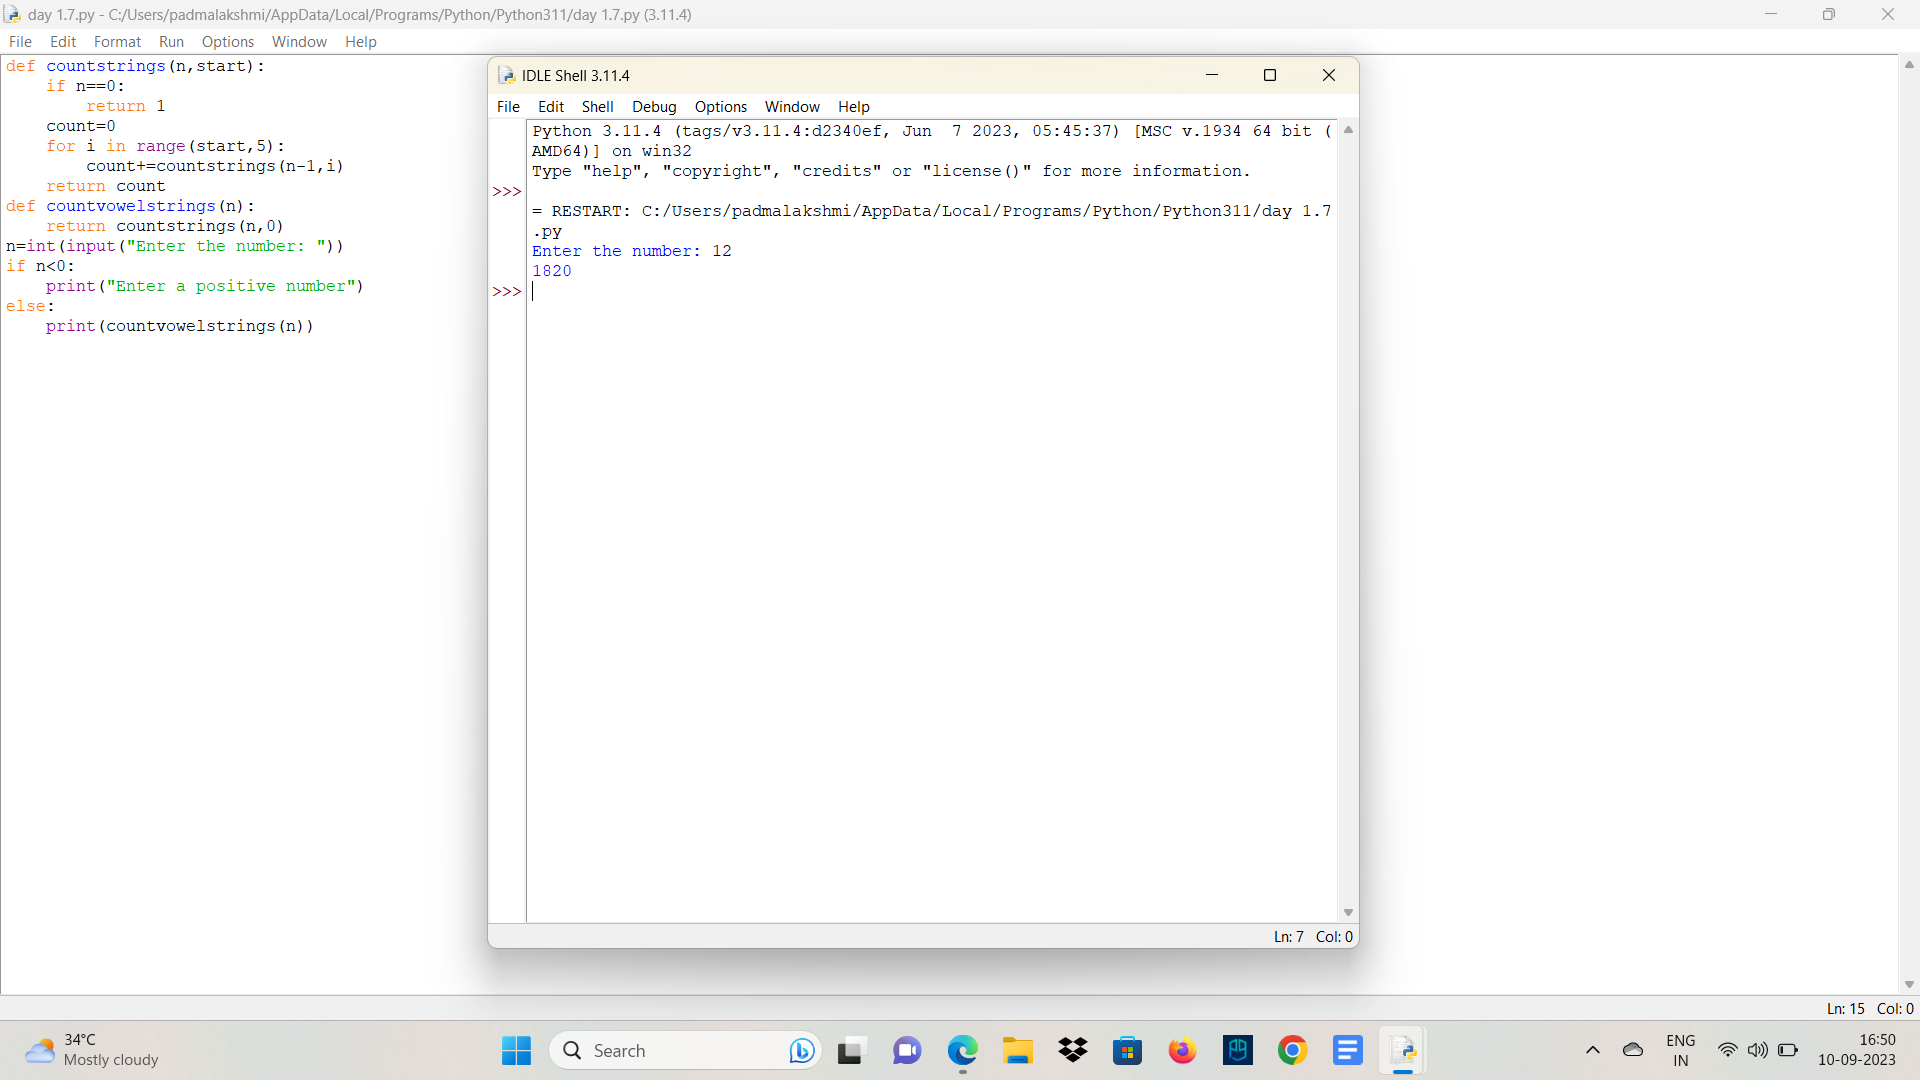 day 1.7.py - C:/Users/padmalakshmi/AppData/Local/Programs/Python/Python311/day 1.7.py (3.11.4)
File Edit Format Run Options Window Help
def countstrings(n,start):
    if n==0:
        return 1
    count=0
    for i in range(start,5):
        count+=countstrings(n-1,i)
    return count
def countvowelstrings(n):
    return countstrings(n,0)
n=int(input("Enter the number: "))
if n<0:
    print("Enter a positive number")
else:
    print(countvowelstrings(n))
IDLE Shell 3.11.4
File Edit Shell Debug Options Window Help
Python 3.11.4 (tags/v3.11.4:d2340ef, Jun  7 2023, 05:45:37) [MSC v.1934 64 bit (
AMD64)] on win32
Type "help", "copyright", "credits" or "license()" for more information.
>>>
= RESTART: C:/Users/padmalakshmi/AppData/Local/Programs/Python/Python311/day 1.7
.py
Enter the number: 12
1820
>>>
Ln: 7 Col: 0
Ln: 15 Col: 0
34°C
Mostly cloudy
Search
ENG
IN
16:50
10-09-2023